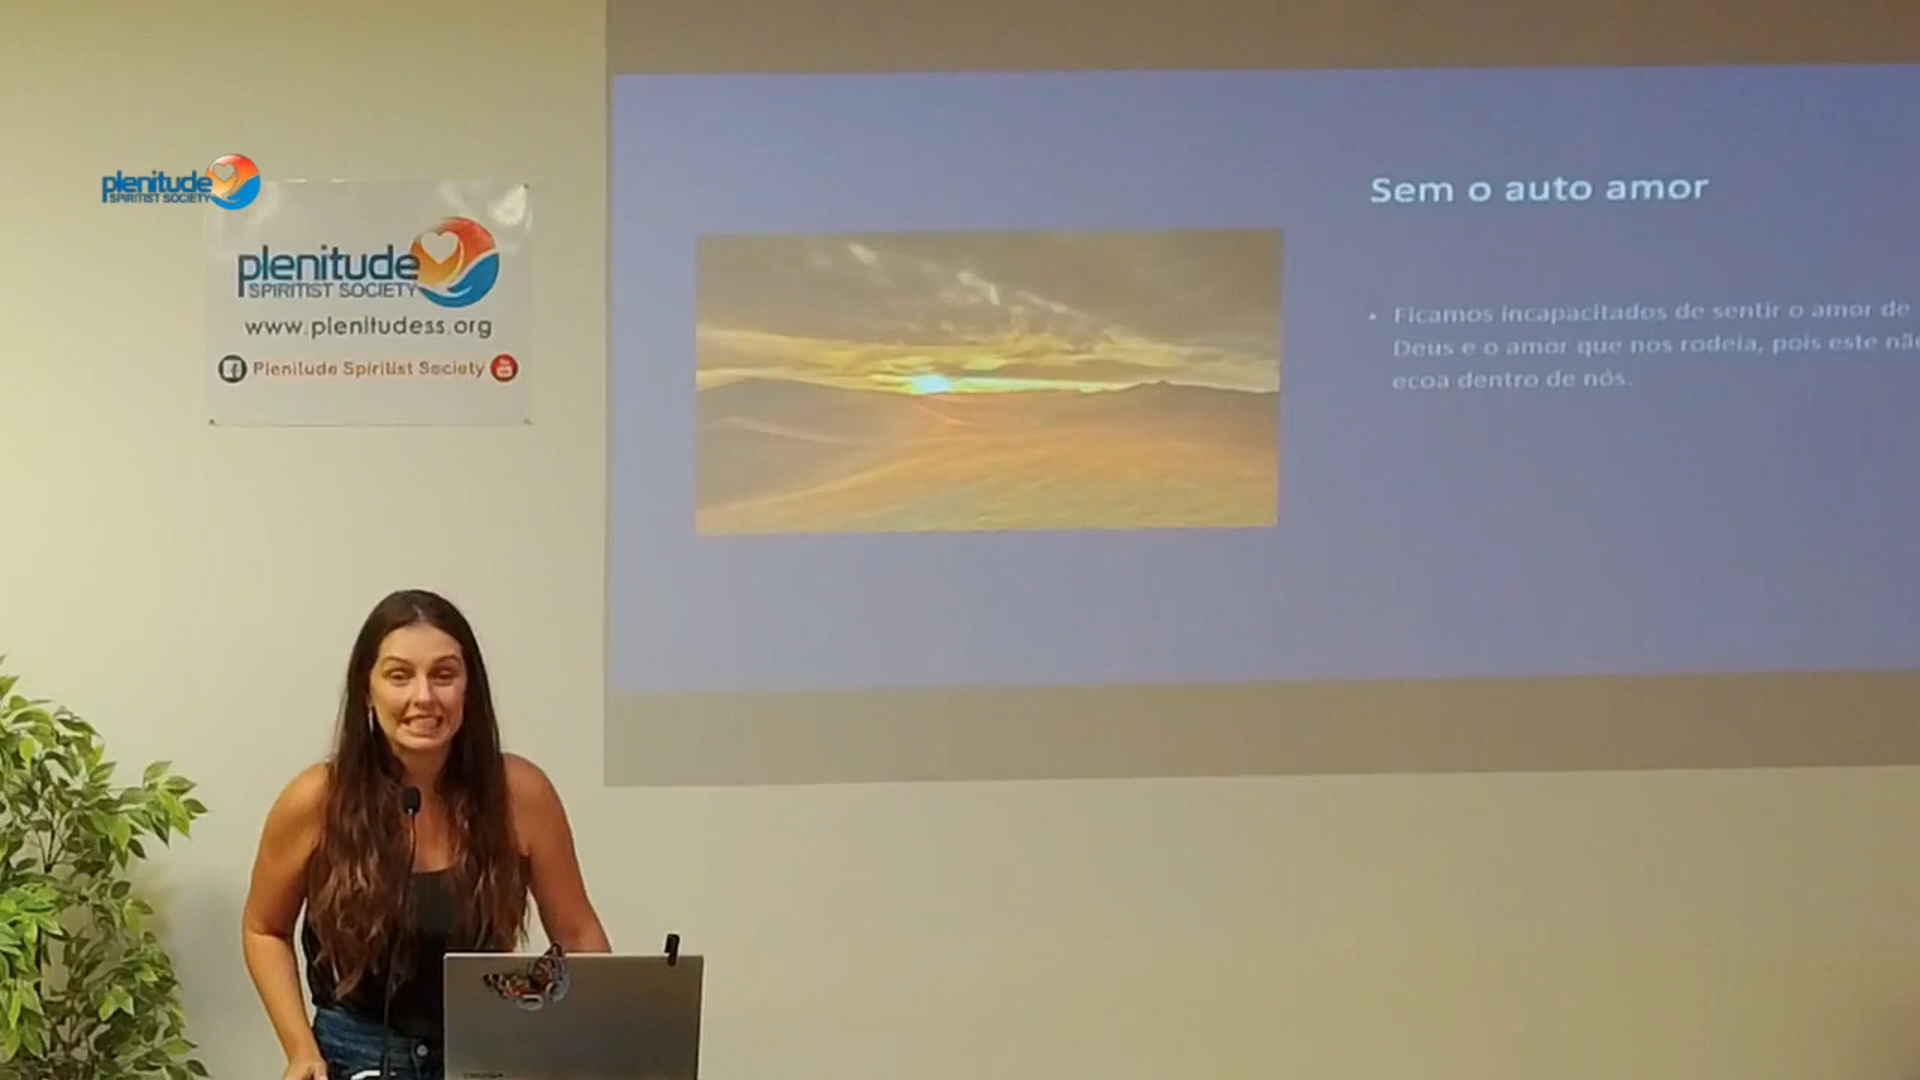 plenitude
SPIRITIST SOCIETY
plenitude
SPIRITIST SOCIETY
www.plenitudess.org
Plenitude Spiritist Society
Sem o auto amor
• Ficamos incapacitados de sentir o amor de
Deus e o amor que nos rodeia, pois este não
ecoa dentro de nós.